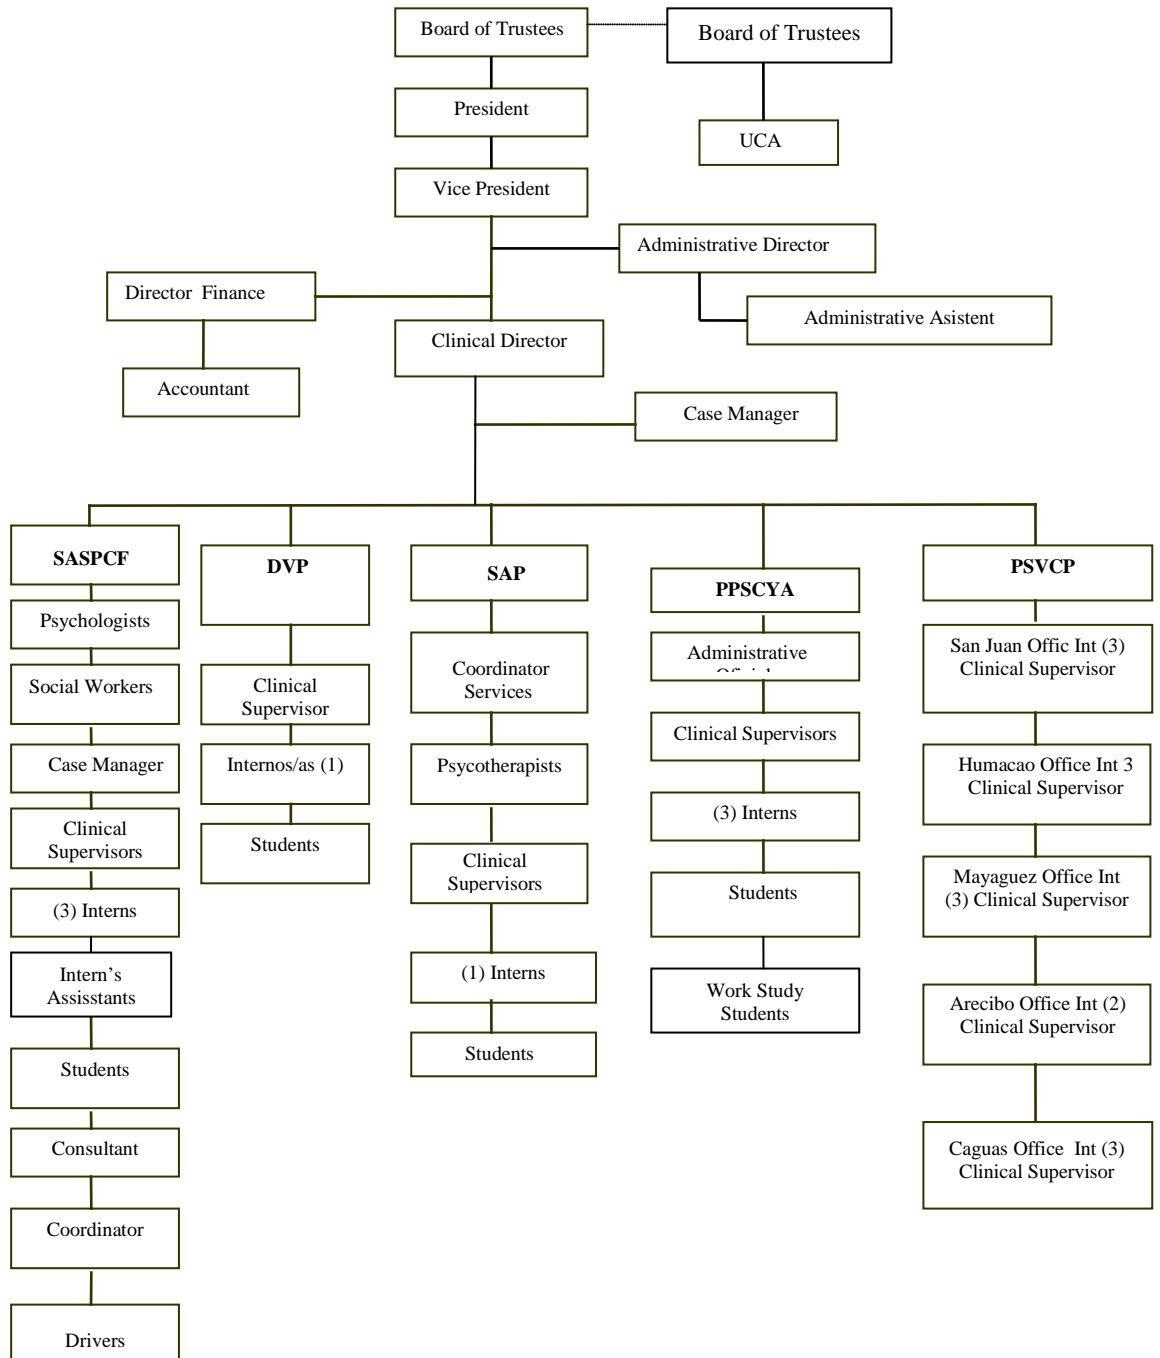 Board of Trustees
Board of Trustees
President
UCA
Vice President
Administrative Director
Director Finance
Administrative Asistent
Clinical Director
Accountant
Case Manager
SASPCF
Psychologists
Social Workers
Case Manager
Clinical
Supervisors
(3) Interns
Intern’s
Assisstants
Students
Consultant
Coordinator
Drivers
DVP
Clinical
Supervisor
Internos/as (1)
Students
SAP
Coordinator
Services
Psycotherapists
Clinical
Supervisors
(1) Interns
Students
PPSCYA
Administrative
Clinical Supervisors
(3) Interns
Students
Work Study
Students
PSVCP
San Juan Offic Int (3)
Clinical Supervisor
Humacao Office Int 3
Clinical Supervisor
Mayaguez Office Int
(3) Clinical Supervisor
Arecibo Office Int (2)
Clinical Supervisor
Caguas Office Int (3)
Clinical Supervisor